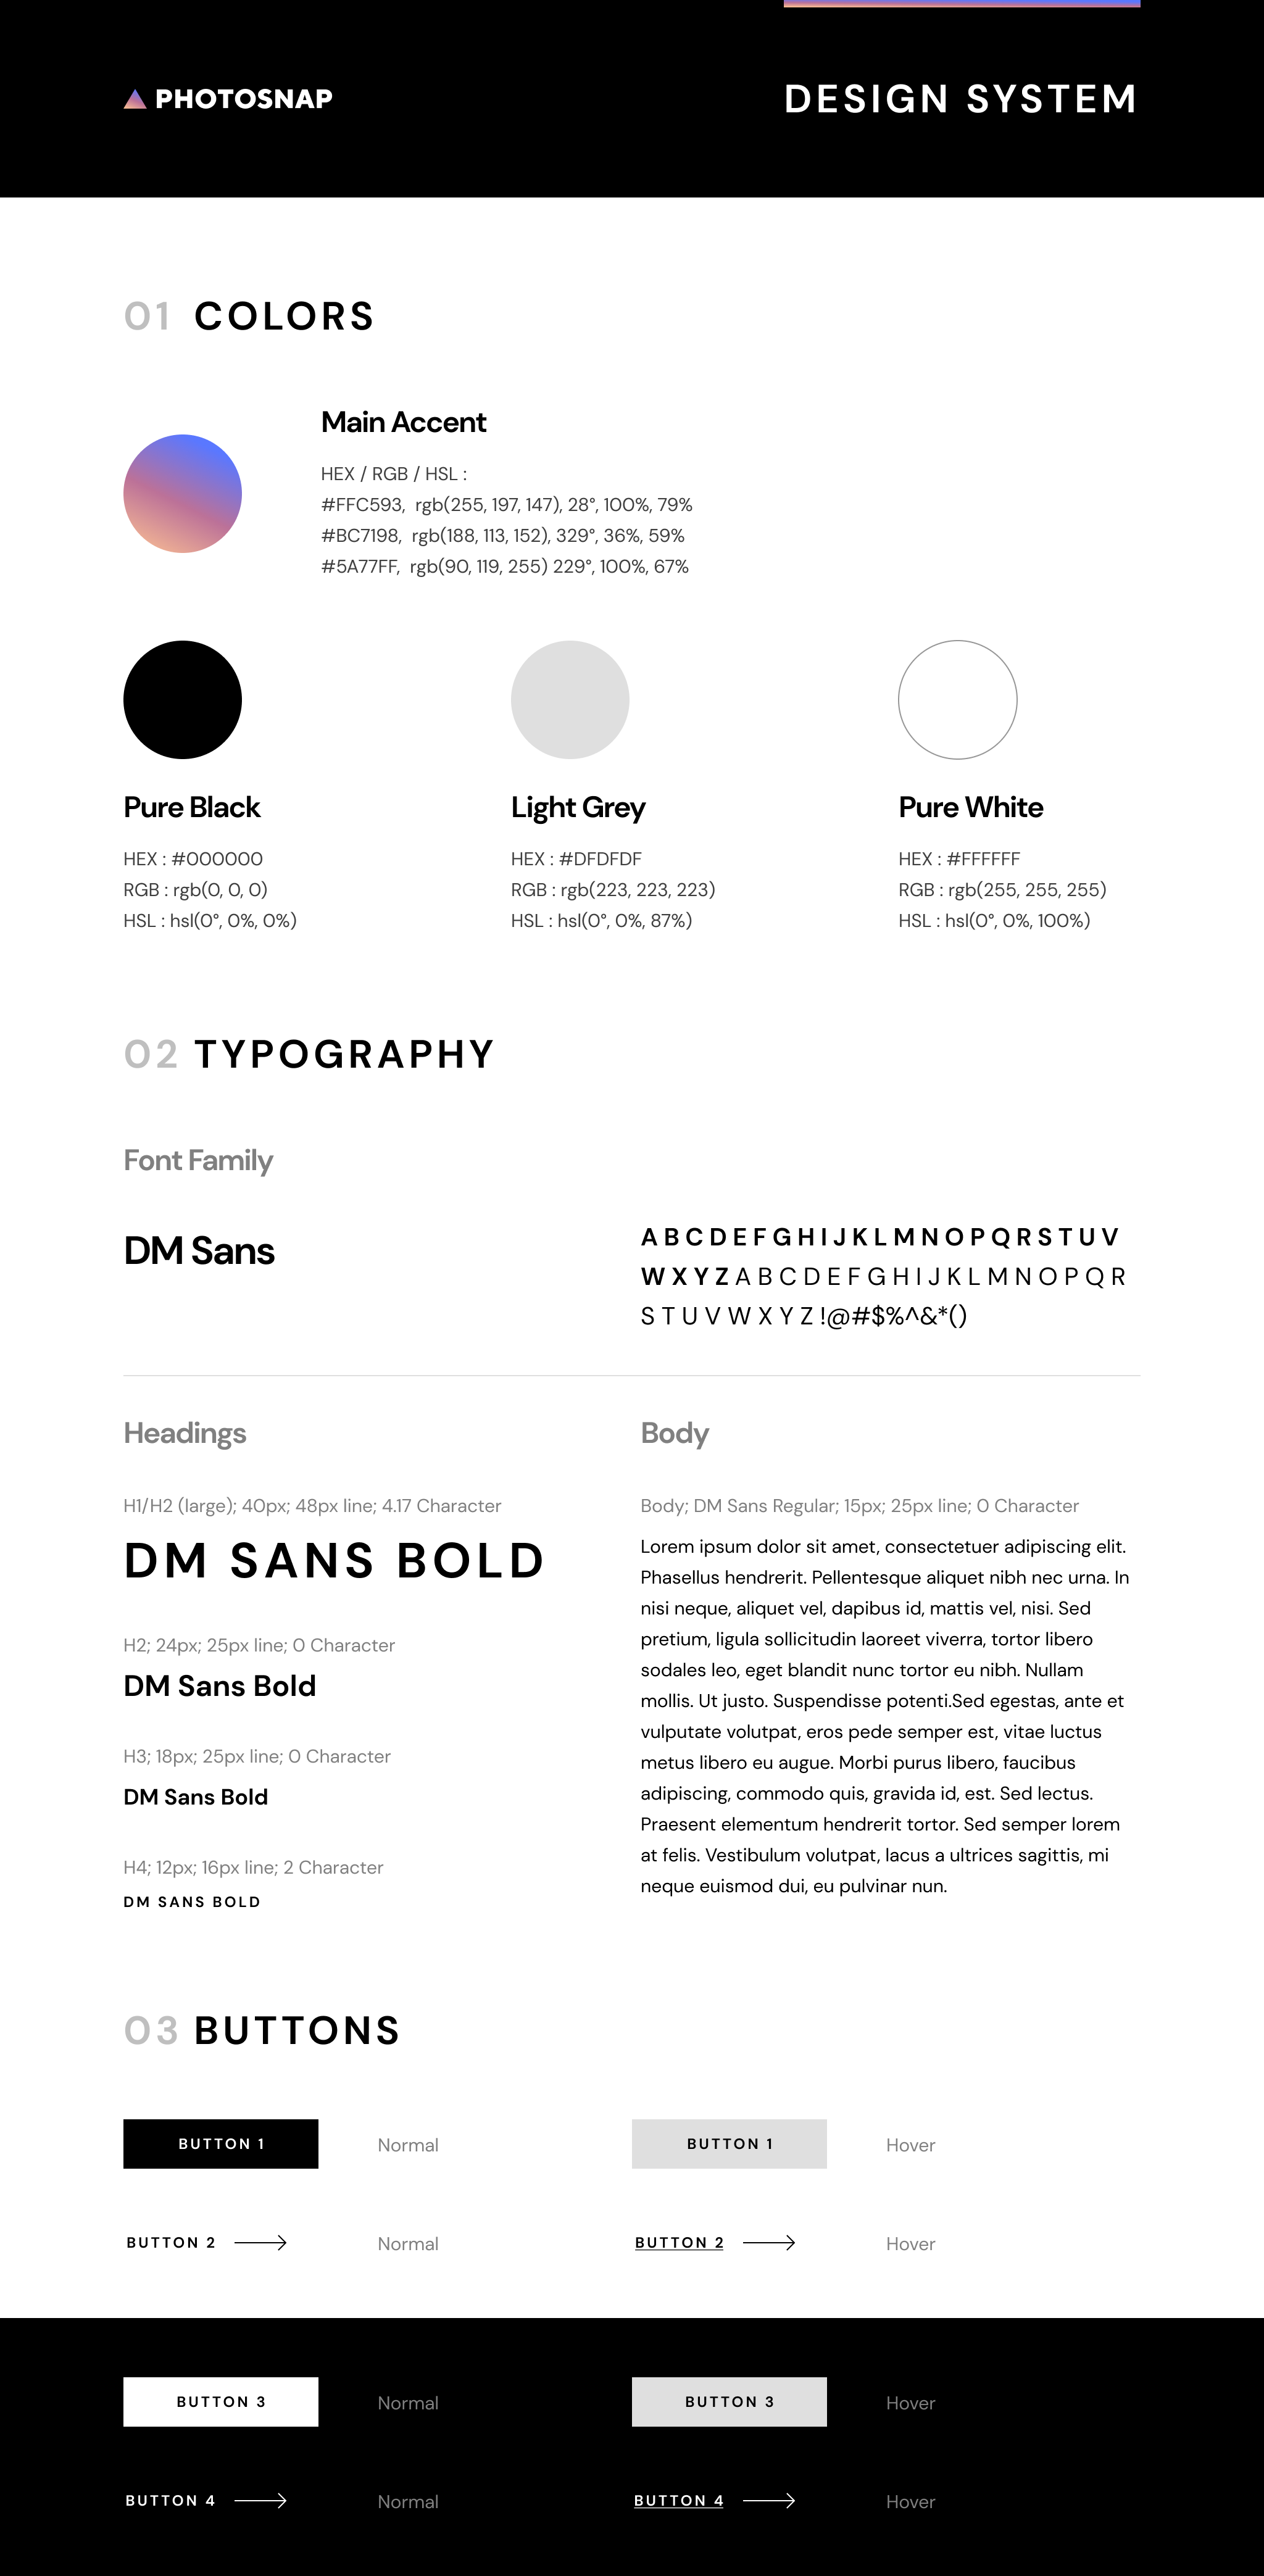 PHOTOSNAP
DESIGN SYSTEM
01 COLORS
Main Accent
HEX / RGB / HSL :
#FFC593, rgb(255, 197, 147), 28°, 100%, 79%
#BC7198, rgb(188, 113, 152), 329°, 36%, 59%
#5A77FF, rgb(90, 119, 255) 229°, 100%, 67%
Pure Black
HEX : #000000
RGB : rgb(0, 0, 0)
HSL : hsl(0°, 0%, 0%)
Light Grey
HEX : #DFDFDF
RGB : rgb(223, 223, 223)
HSL : hsl(0°, 0%, 87%)
Pure White
HEX : #FFFFFF
RGB : rgb(255, 255, 255)
HSL : hsl(0°, 0%, 100%)
02 TYPOGRAPHY
Font Family
DM Sans
A B C D E F G H I J K L M N O P Q R S T U V
W X Y Z A B C D E F G H I J K L M N O P Q R
S T U V W X Y Z !@#$%^&*()
Headings
H1/H2 (large); 40px; 48px line; 4.17 Character
DM SANS BOLD
H2; 24px; 25px line; 0 Character
DM Sans Bold
H3; 18px; 25px line; 0 Character
DM Sans Bold
H4; 12px; 16px line; 2 Character
DM SANS BOLD
Body
Body; DM Sans Regular; 15px; 25px line; 0 Character
Lorem ipsum dolor sit amet, consectetuer adipiscing elit.
Phasellus hendrerit. Pellentesque aliquet nibh nec urna. In
nisi neque, aliquet vel, dapibus id, mattis vel, nisi. Sed
pretium, ligula sollicitudin laoreet viverra, tortor libero
sodales leo, eget blandit nunc tortor eu nibh. Nullam
mollis. Ut justo. Suspendisse potenti.Sed egestas, ante et
vulputate volutpat, eros pede semper est, vitae luctus
metus libero eu augue. Morbi purus libero, faucibus
adipiscing, commodo quis, gravida id, est. Sed lectus.
Praesent elementum hendrerit tortor. Sed semper lorem
at felis. Vestibulum volutpat, lacus a ultrices sagittis, mi
neque euismod dui, eu pulvinar nun.
03 BUTTONS
BUTTON 1 Normal BUTTON 1 Hover
BUTTON 2 Normal BUTTON 2 Hover
BUTTON 3 Normal BUTTON 3 Hover
BUTTON 4 Normal BUTTON 4 Hover